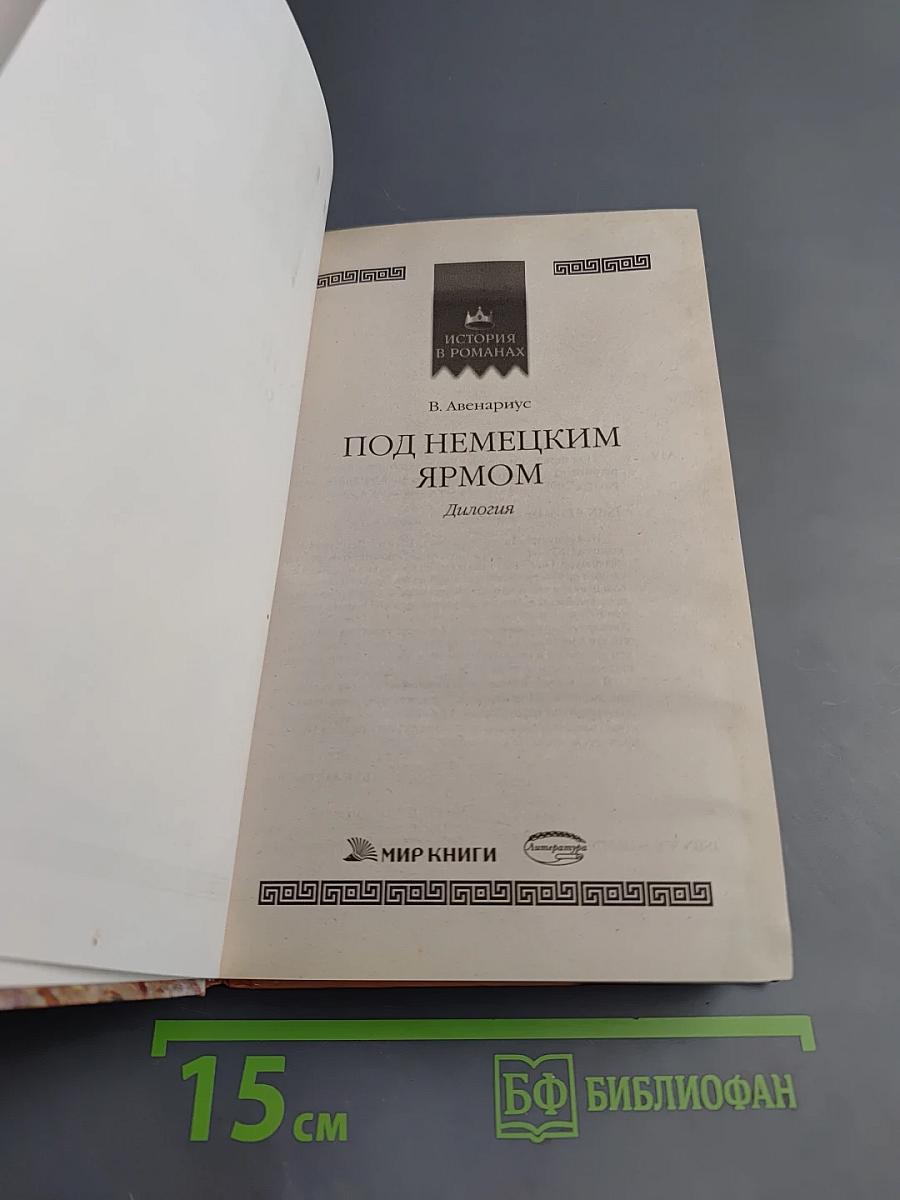 ИСТОРИЯ
В РОМАНАХ
В. Авенариус
ПОД НЕМЕЦКИМ
ЯРМОМ
Дилогия
МИР КНИГИ
Литература
15 см
БФ БИБЛИОФАН